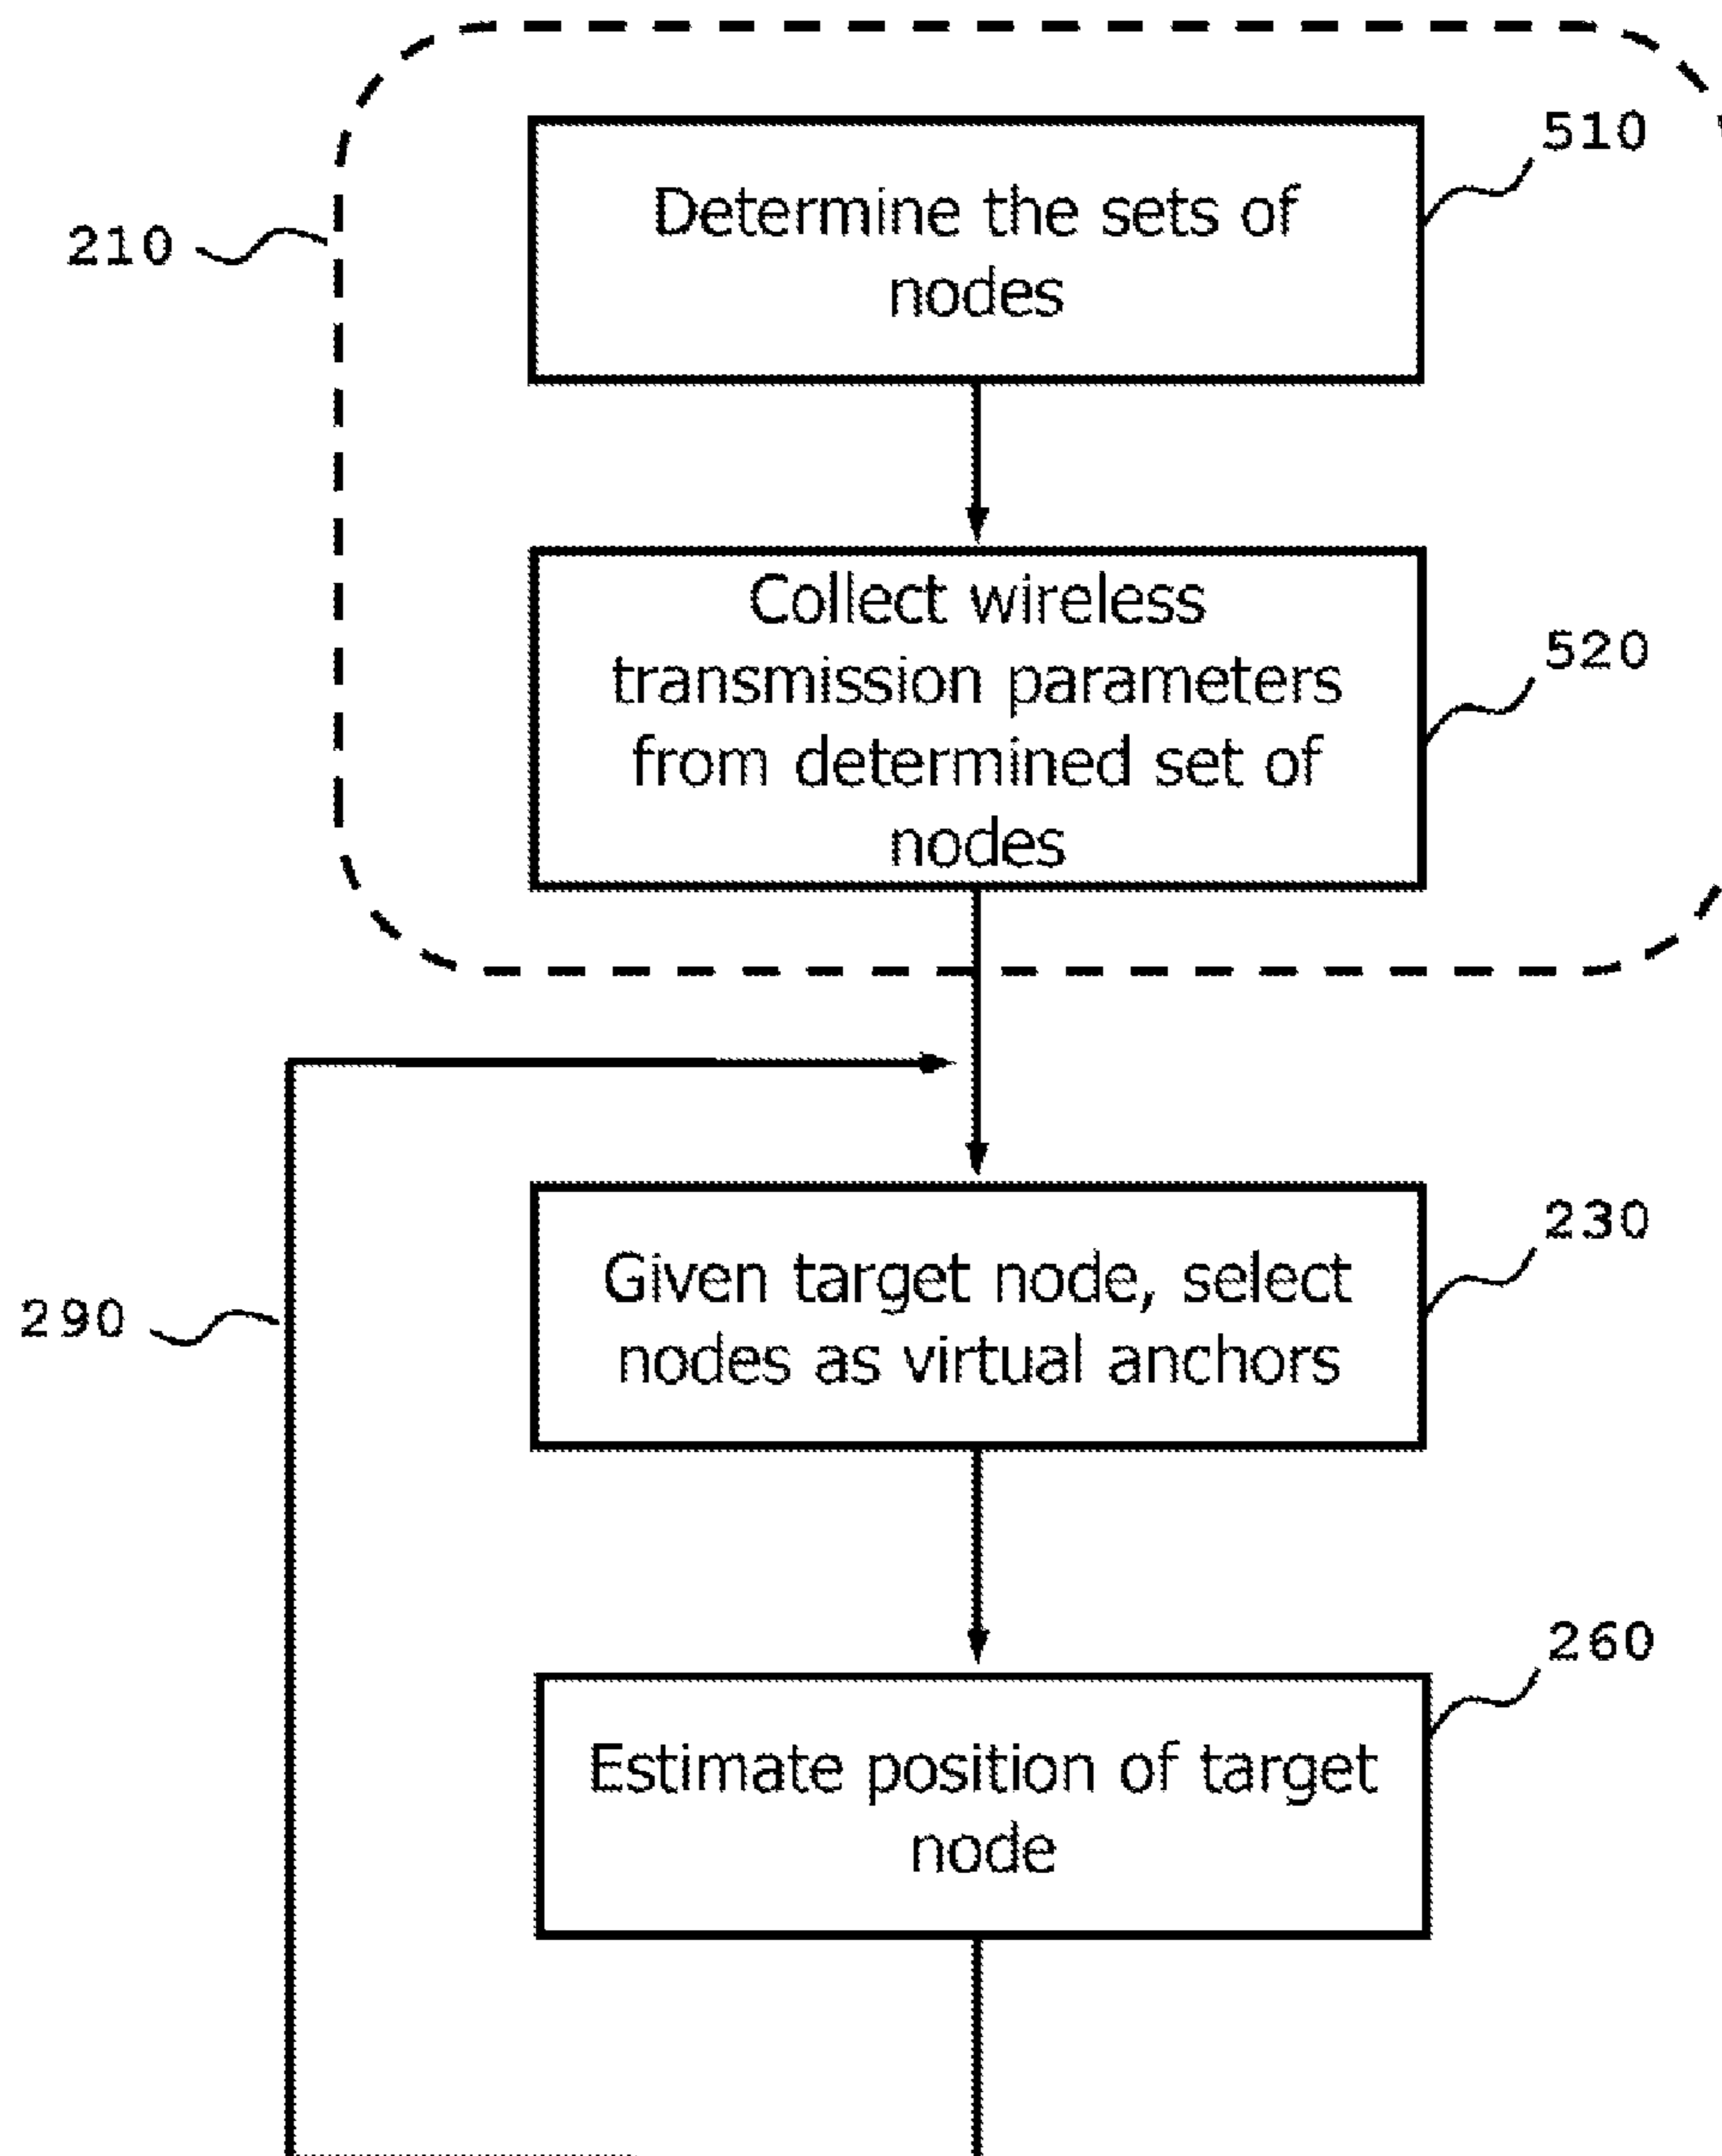 510
Determine the sets of
nodes
210
Collect wireless
transmission parameters
from determined set of
nodes
520
230
Given target node, select
nodes as virtual anchors
290
260
Estimate position of target
node